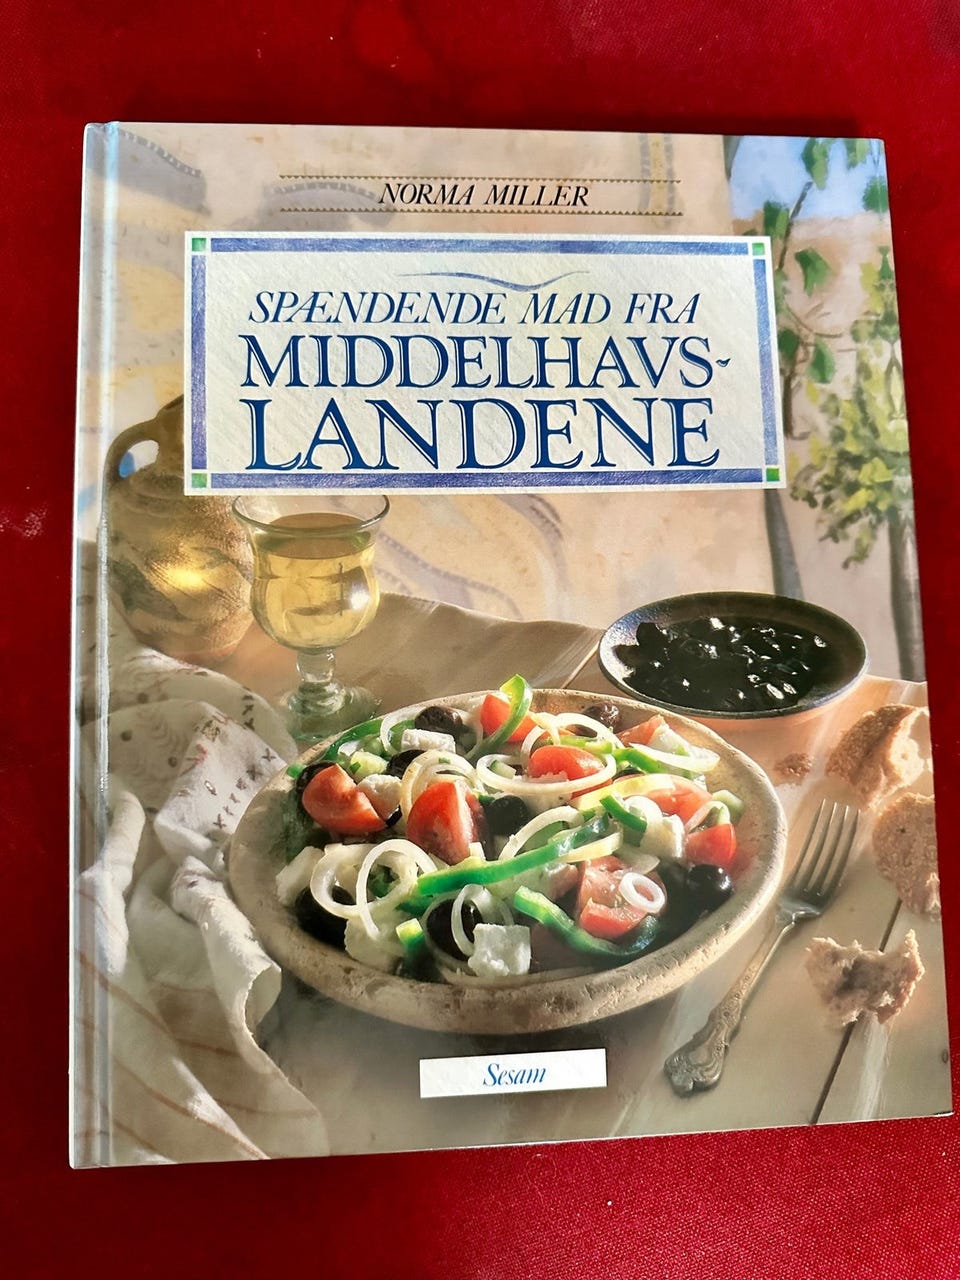 NORMA MILLER
SPÆNDENDE MAD FRA
MIDDELHAVS-
LANDENE
Sesam